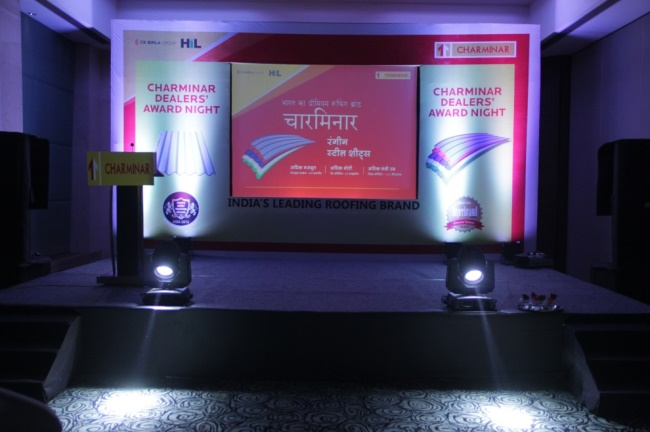 CK BIRLA GROUP HIL
CHARMINAR
CHARMINAR
DEALERS'
AWARD NIGHT
HIL
CHARMINAR
भारत का प्रीमियम रूफिंग ब्रांड
चारमिनार
रंगीन
स्टील शीट्स
CHARMINAR
DEALERS'
AWARD NIGHT
CHARMINAR
INDIA'S LEADING ROOFING BRAND